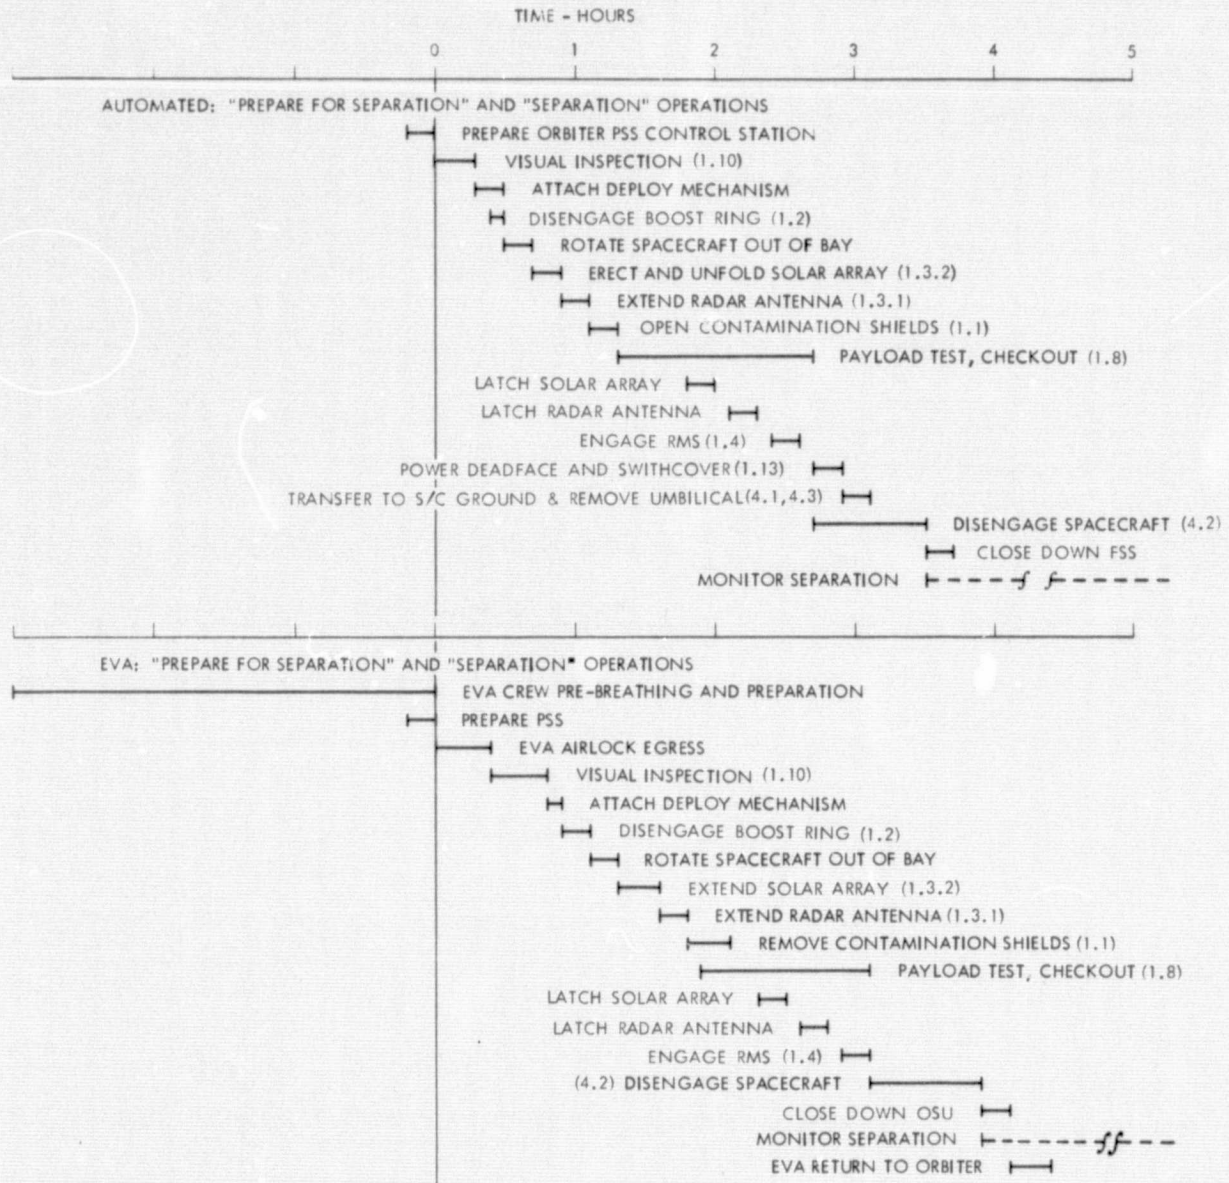 TIME - HOURS
0 1 2 3 4 5
AUTOMATED: "PREPARE FOR SEPARATION" AND "SEPARATION" OPERATIONS
PREPARE ORBITER PSS CONTROL STATION
VISUAL INSPECTION (1.10)
ATTACH DEPLOY MECHANISM
DISENGAGE BOOST RING (1.2)
ROTATE SPACECRAFT OUT OF BAY
ERECT AND UNFOLD SOLAR ARRAY (1.3.2)
EXTEND RADAR ANTENNA (1.3.1)
OPEN CONTAMINATION SHIELDS (1.1)
PAYLOAD TEST, CHECKOUT (1.8)
LATCH SOLAR ARRAY
LATCH RADAR ANTENNA
ENGAGE RMS (1.4)
POWER DEADFACE AND SWITHCOVER(1.13)
TRANSFER TO S/C GROUND & REMOVE UMBILICAL(4.1,4.3)
DISENGAGE SPACECRAFT (4.2)
CLOSE DOWN FSS
MONITOR SEPARATION
EVA: "PREPARE FOR SEPARATION" AND "SEPARATION" OPERATIONS
EVA CREW PRE-BREATHING AND PREPARATION
PREPARE PSS
EVA AIRLOCK EGRESS
VISUAL INSPECTION (1.10)
ATTACH DEPLOY MECHANISM
DISENGAGE BOOST RING (1.2)
ROTATE SPACECRAFT OUT OF BAY
EXTEND SOLAR ARRAY (1.3.2)
EXTEND RADAR ANTENNA (1.3.1)
REMOVE CONTAMINATION SHIELDS (1.1)
PAYLOAD TEST, CHECKOUT (1.8)
LATCH SOLAR ARRAY
LATCH RADAR ANTENNA
ENGAGE RMS (1.4)
(4.2) DISENGAGE SPACECRAFT
CLOSE DOWN OSU
MONITOR SEPARATION
EVA RETURN TO ORBITER